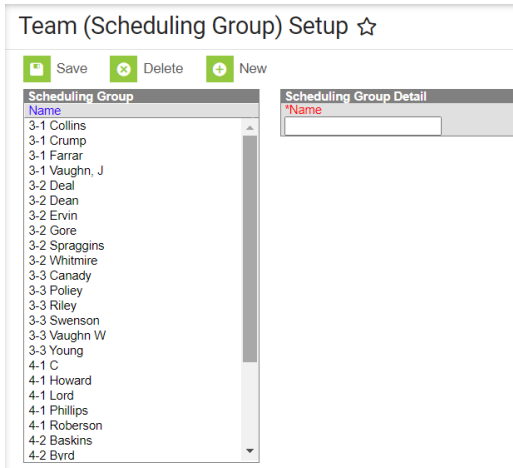 Team (Scheduling Group) Setup
Save Delete New
Scheduling Group
Name
3-1 Collins
3-1 Crump
3-1 Farrar
3-1 Vaughn, J
3-2 Deal
3-2 Dean
3-2 Ervin
3-2 Gore
3-2 Spraggins
3-2 Whitmire
3-3 Canady
3-3 Poliey
3-3 Riley
3-3 Swenson
3-3 Vaughn W
3-3 Young
4-1 C
4-1 Howard
4-1 Lord
4-1 Phillips
4-1 Roberson
4-2 Baskins
4-2 Byrd
Scheduling Group Detail
*Name